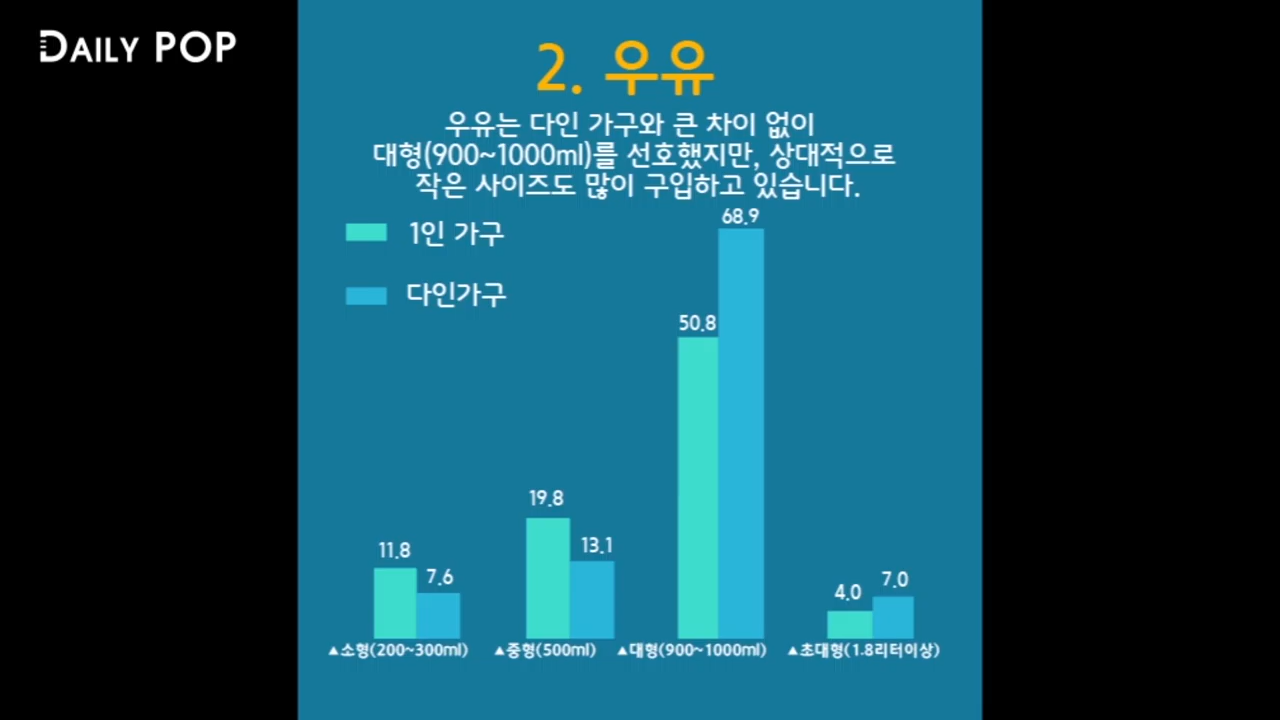 DAILY POP
2. 우유
우유는 다인 가구와 큰 차이 없이
대형(900~1000ml)를 선호했지만, 상대적으로
작은 사이즈도 많이 구입하고 있습니다.
1인 가구
다인가구
11.8
7.6
19.8
13.1
50.8
68.9
4.0
7.0
▲소형(200~300ml)
▲중형(500ml)
▲대형(900~1000ml)
▲초대형(1.8리터이상)